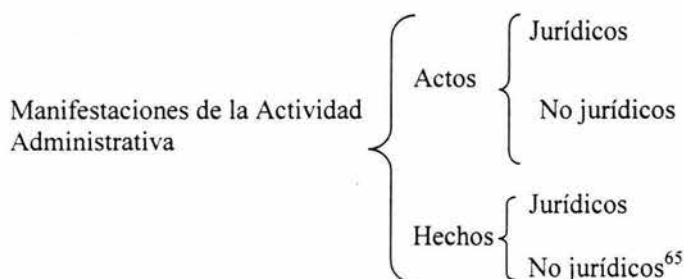 Jurídicos
Actos
No jurídicos
Manifestaciones de la Actividad
Administrativa
Jurídicos
Hechos
No jurídicos⁶⁵